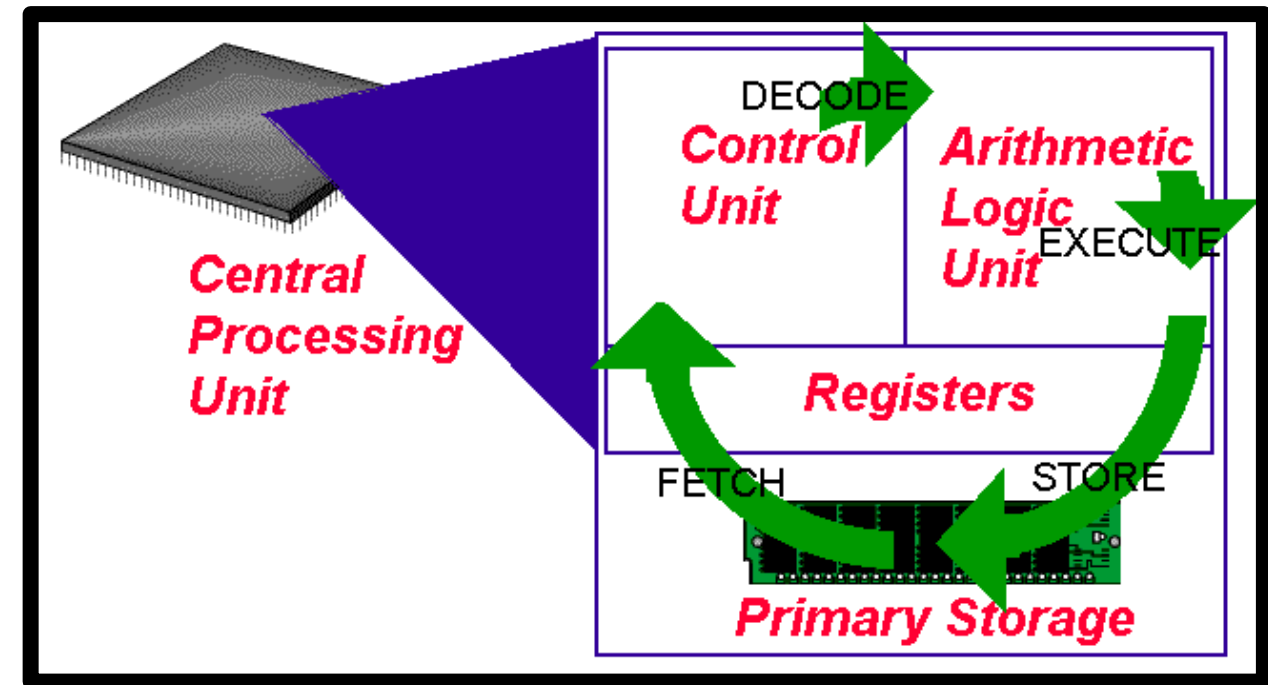 DECODE
Control
Unit
Arithmetic
Logic
Unit
EXECUTE
Central
Processing
Unit
Registers
FETCH
STORE
Primary Storage